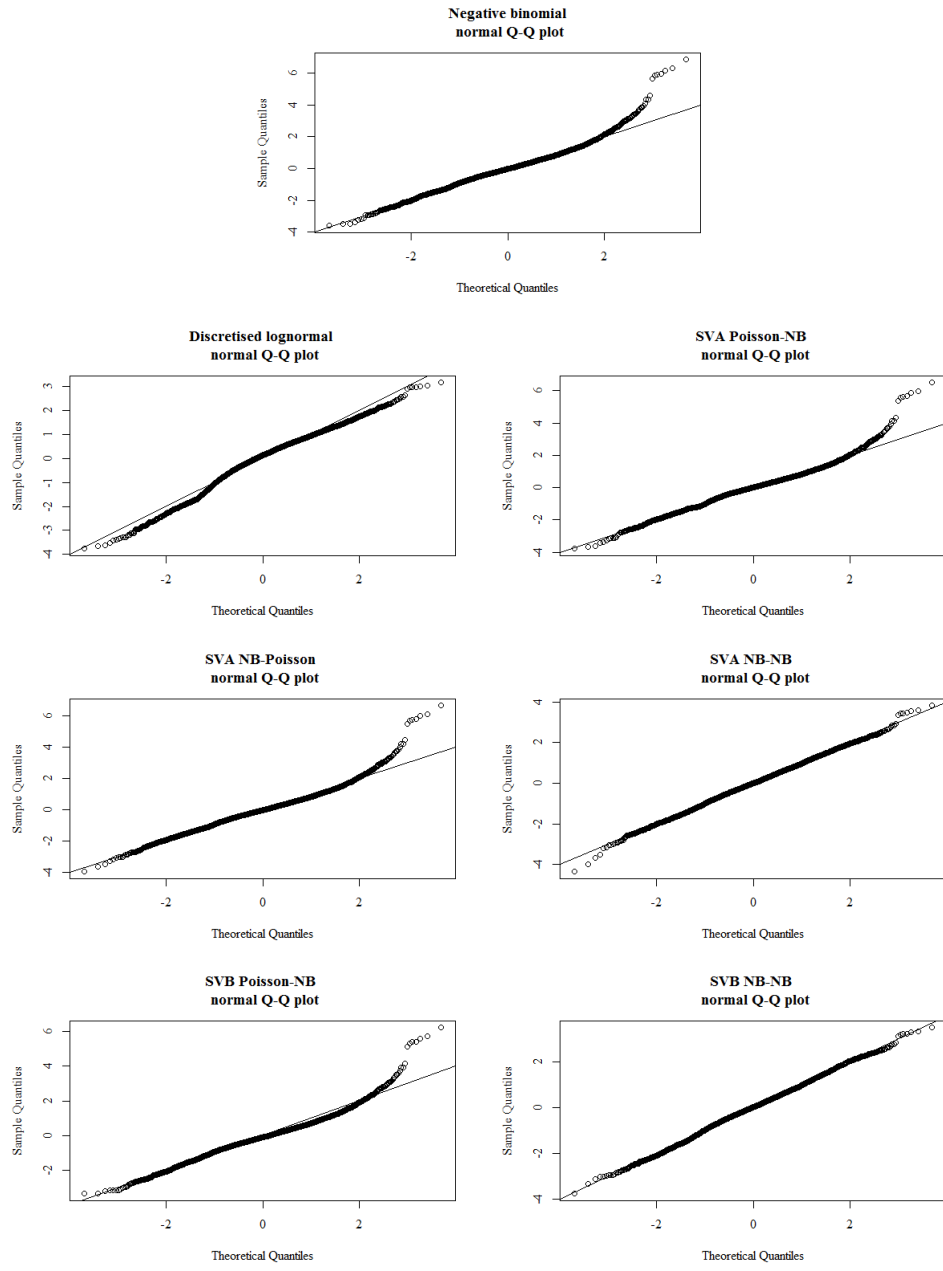 Negative binomial
normal Q-Q plot
Sample Quantiles
6
4
2
0
-2
-4
-2
0
2
Theoretical Quantiles
Discretised lognormal
normal Q-Q plot
Sample Quantiles
3
2
1
0
-1
-2
-3
-4
-2
0
2
Theoretical Quantiles
SVA Poisson-NB
normal Q-Q plot
Sample Quantiles
6
4
2
0
-2
-4
-2
0
2
Theoretical Quantiles
SVA NB-Poisson
normal Q-Q plot
Sample Quantiles
6
4
2
0
-2
-4
-2
0
2
Theoretical Quantiles
SVA NB-NB
normal Q-Q plot
Sample Quantiles
4
2
0
-2
-4
-2
0
2
Theoretical Quantiles
SVB Poisson-NB
normal Q-Q plot
Sample Quantiles
6
4
2
0
-2
-2
0
2
Theoretical Quantiles
SVB NB-NB
normal Q-Q plot
Sample Quantiles
2
0
-2
-4
-2
0
2
Theoretical Quantiles